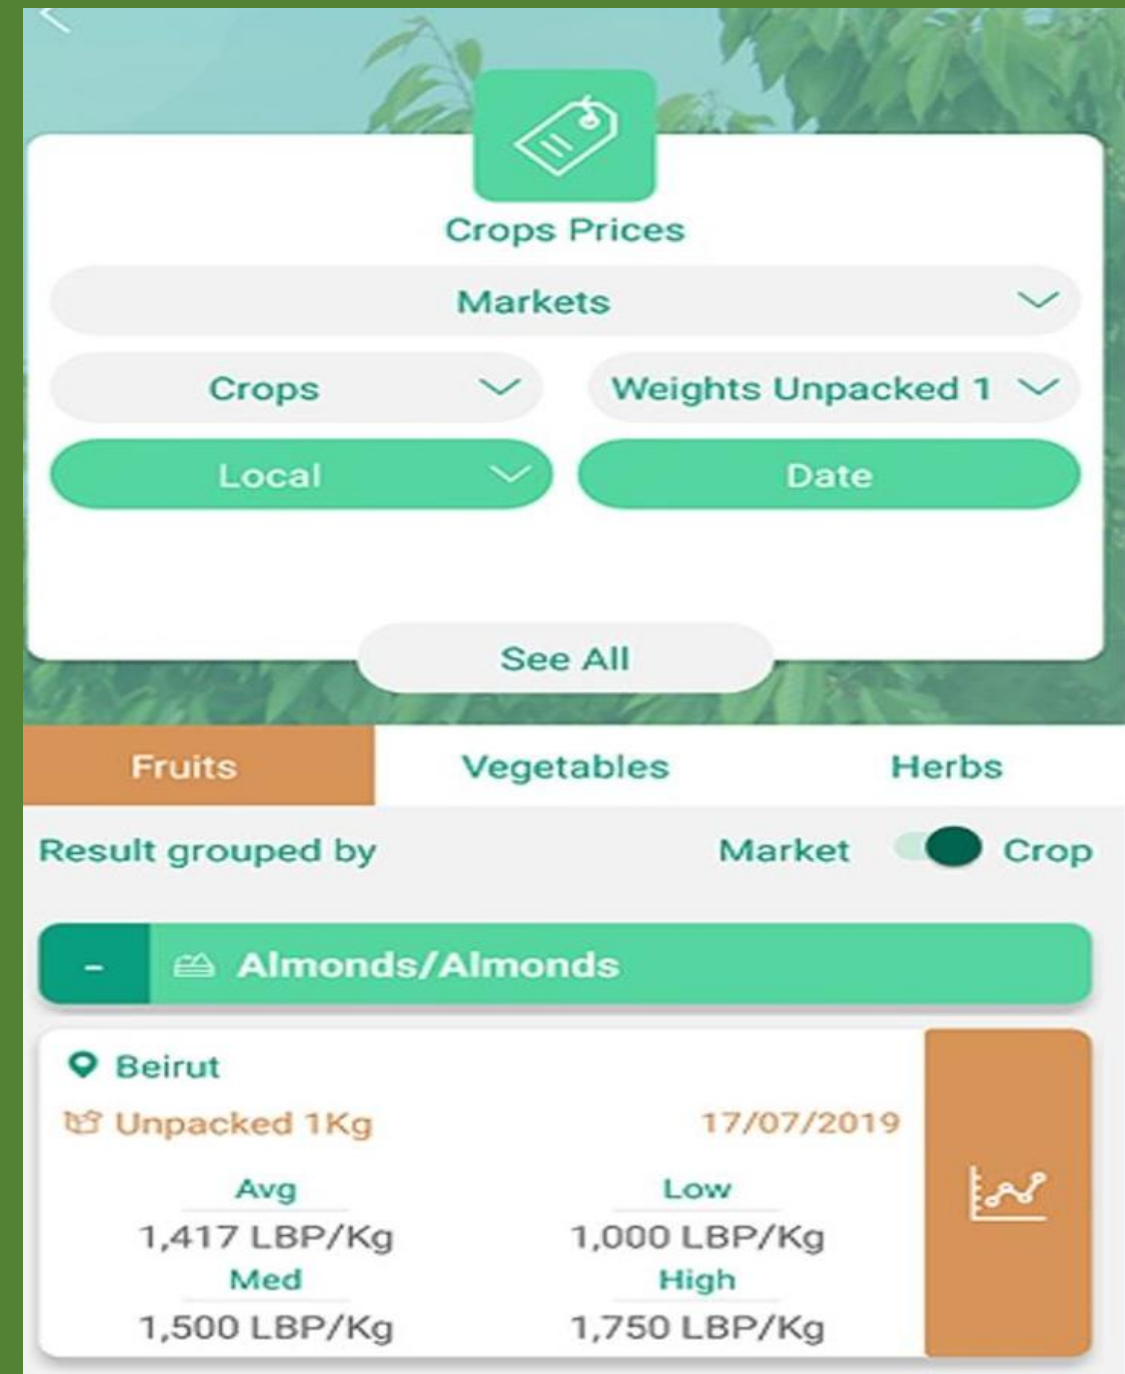 Crops Prices
Markets
Crops Weights Unpacked 1
Local Date
See All
Fruits Vegetables Herbs
Result grouped by Market Crop
- Almonds/Almonds
Beirut
Unpacked 1Kg 17/07/2019
Avg Low
1,417 LBP/Kg 1,000 LBP/Kg
Med High
1,500 LBP/Kg 1,750 LBP/Kg